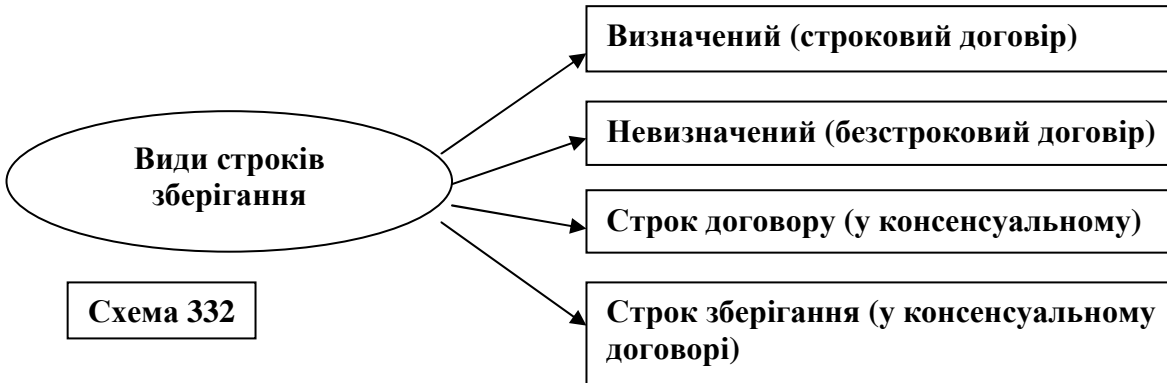 Визначений (строковий договір)
Невизначений (безстроковий договір)
Види строків
зберігання
Строк договору (у консенсуальному)
Схема 332
Строк зберігання (у консенсуальному
договорі)